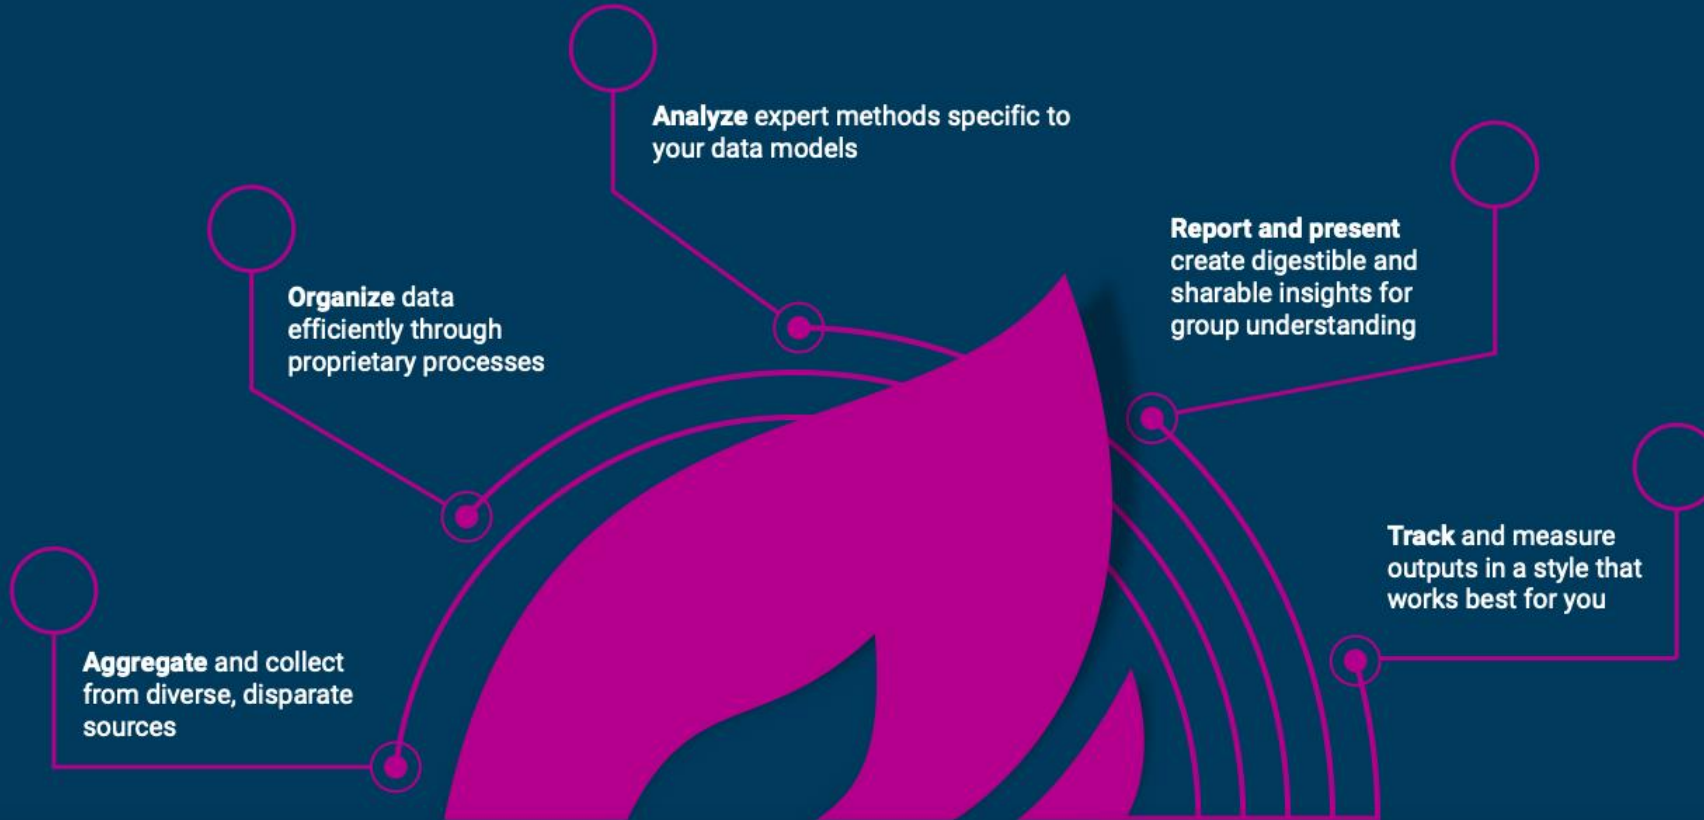 Analyze expert methods specific to
your data models
Report and present
create digestible and
sharable insights for
group understanding
Organize data
efficiently through
proprietary processes
Track and measure
outputs in a style that
works best for you
Aggregate and collect
from diverse, disparate
sources